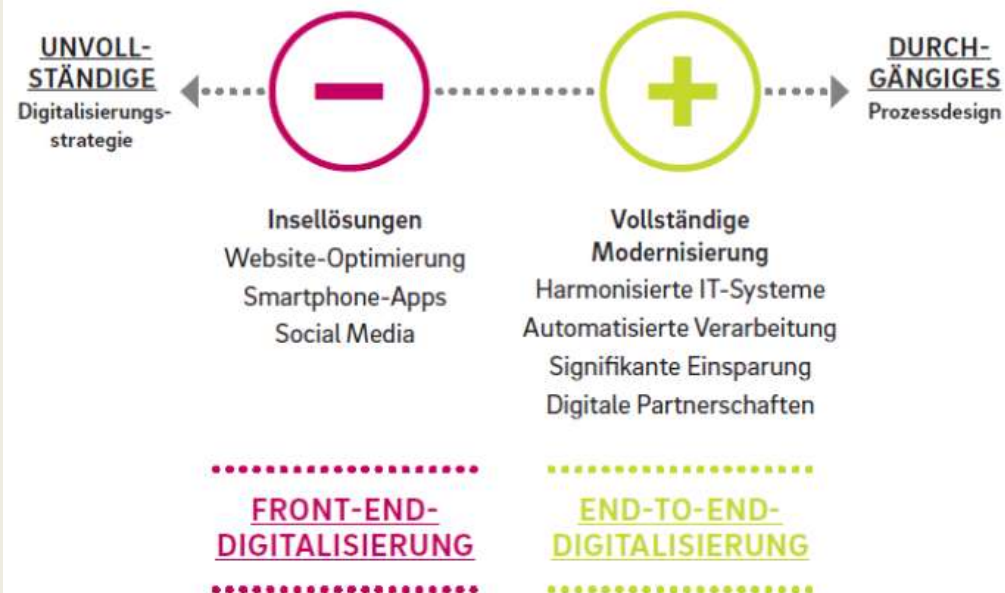 UNVOLL-
STÄNDIGE
Digitalisierungs-
strategie
DURCH-
GÄNGIGES
Prozessdesign
Insellösungen
Website-Optimierung
Smartphone-Apps
Social Media
Vollständige
Modernisierung
Harmonisierte IT-Systeme
Automatisierte Verarbeitung
Signifikante Einsparung
Digitale Partnerschaften
FRONT-END-
DIGITALISIERUNG
END-TO-END-
DIGITALISIERUNG